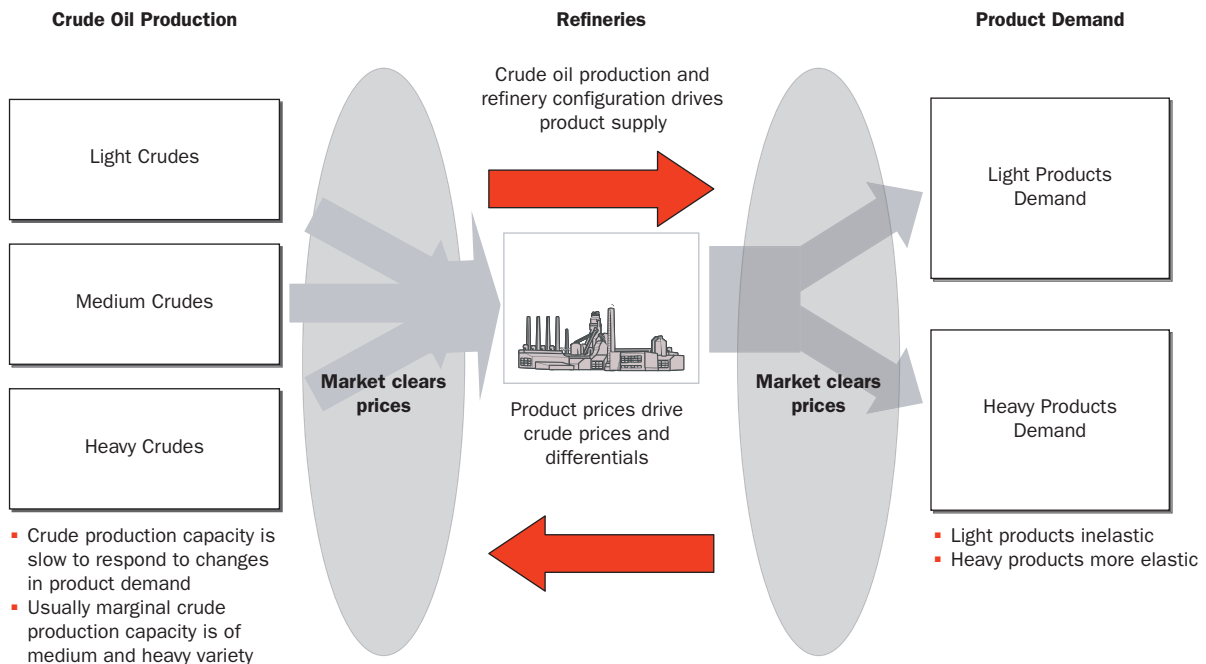 Crude Oil Production
Refineries
Product Demand
Light Crudes
Medium Crudes
Heavy Crudes
▪ Crude production capacity is
slow to respond to changes
in product demand
▪ Usually marginal crude
production capacity is of
medium and heavy variety
Market clears
prices
Crude oil production and
refinery configuration drives
product supply
Product prices drive
crude prices and
differentials
Market clears
prices
Light Products
Demand
Heavy Products
Demand
▪ Light products inelastic
▪ Heavy products more elastic